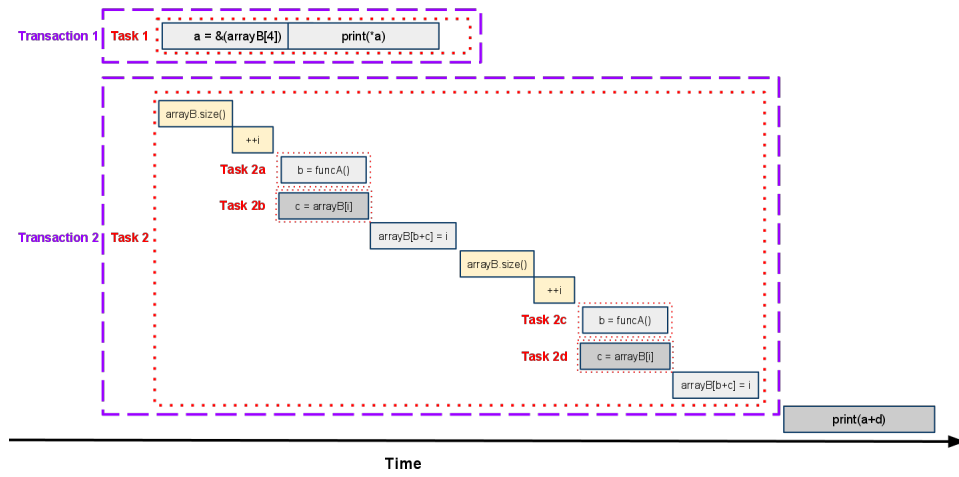 Transaction 1
Task 1
a = &(arrayB[4])
print(*a)
arrayB.size()
++i
Task 2a
b = funcA()
Task 2b
c = arrayB[i]
Transaction 2
Task 2
arrayB[b+c] = i
arrayB.size()
++i
Task 2c
b = funcA()
Task 2d
c = arrayB[i]
arrayB[b+c] = i
print(a+d)
Time